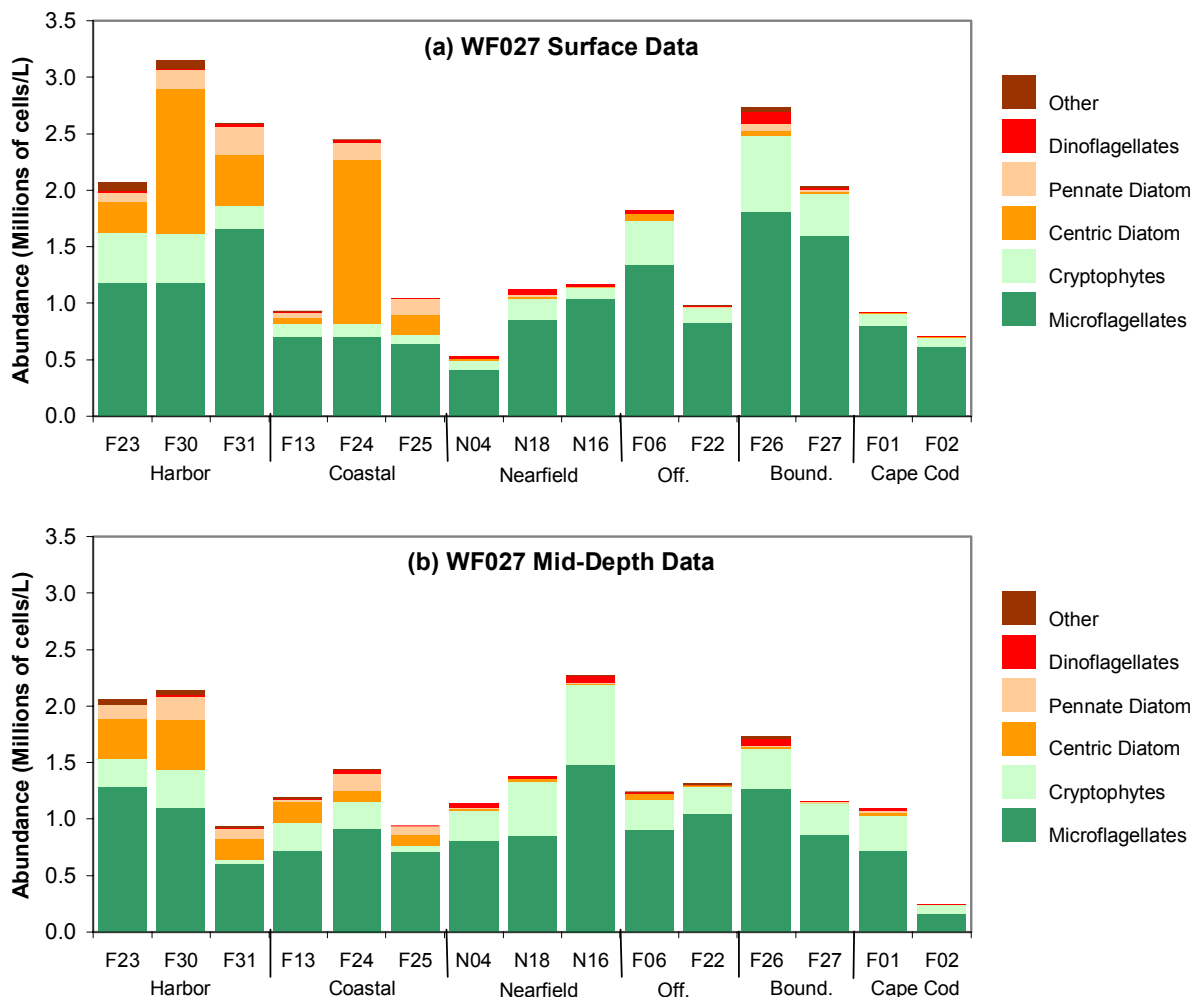 (a) WF027 Surface Data
Abundance (Millions of cells/L)
3.5
3.0
2.5
2.0
1.5
1.0
0.5
0.0
F23 F30 F31 F13 F24 F25 N04 N18 N16 F06 F22 F26 F27 F01 F02
Harbor Coastal Nearfield Off. Bound. Cape Cod
Other
Dinoflagellates
Pennate Diatom
Centric Diatom
Cryptophytes
Microflagellates
(b) WF027 Mid-Depth Data
Abundance (Millions of cells/L)
3.5
3.0
2.5
2.0
1.5
1.0
0.5
0.0
F23 F30 F31 F13 F24 F25 N04 N18 N16 F06 F22 F26 F27 F01 F02
Harbor Coastal Nearfield Off. Bound. Cape Cod
Other
Dinoflagellates
Pennate Diatom
Centric Diatom
Cryptophytes
Microflagellates